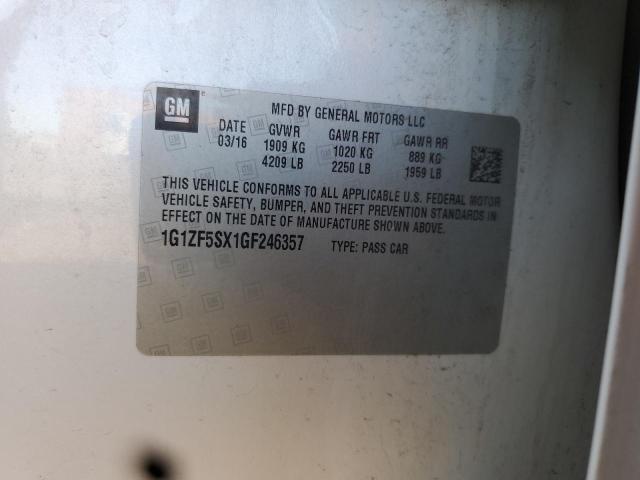 GM
MFD BY GENERAL MOTORS LLC
DATE GVWR GAWR FRT GAWR RR
03/16 1909 KG 1020 KG 889 KG
4209 LB 2250 LB 1959 LB
THIS VEHICLE CONFORMS TO ALL APPLICABLE U.S. FEDERAL MOTOR
VEHICLE SAFETY, BUMPER, AND THEFT PREVENTION STANDARDS IN
EFFECT ON THE DATE OF MANUFACTURE SHOWN ABOVE.
1G1ZF5SX1GF246357 TYPE: PASS CAR